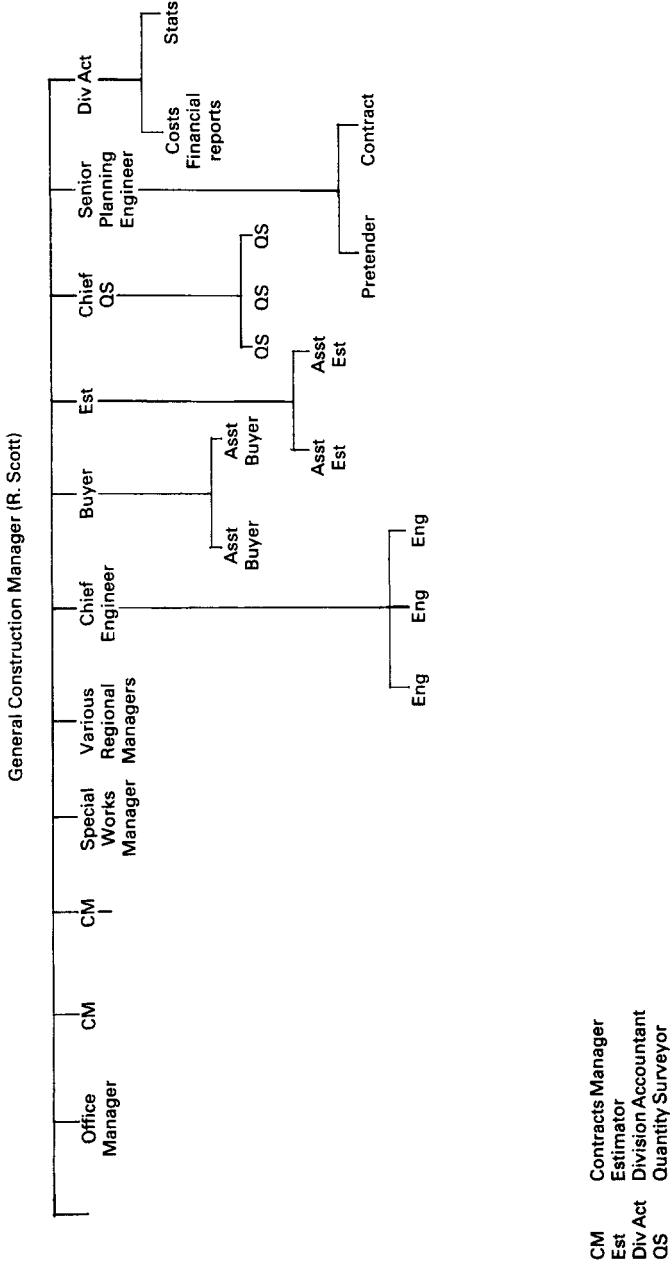 General Construction Manager (R. Scott)
Office
Manager
CM
CM
Special
Works
Manager
Various
Regional
Managers
Chief
Engineer
Buyer
Est
Chief
QS
Senior
Planning
Engineer
Div Act
Eng
Eng
Eng
Asst
Buyer
Asst
Buyer
Asst
Est
Asst
Est
QS
QS
QS
Pretender
Contract
Costs
Financial
reports
Stats
CM Contracts Manager
Est Estimator
Div Act Division Accountant
QS Quantity Surveyor